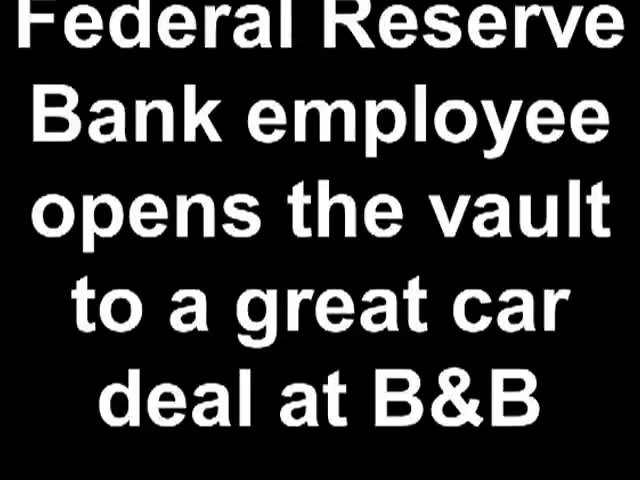 Federal Reserve
Bank employee
opens the vault
to a great car
deal at B&B